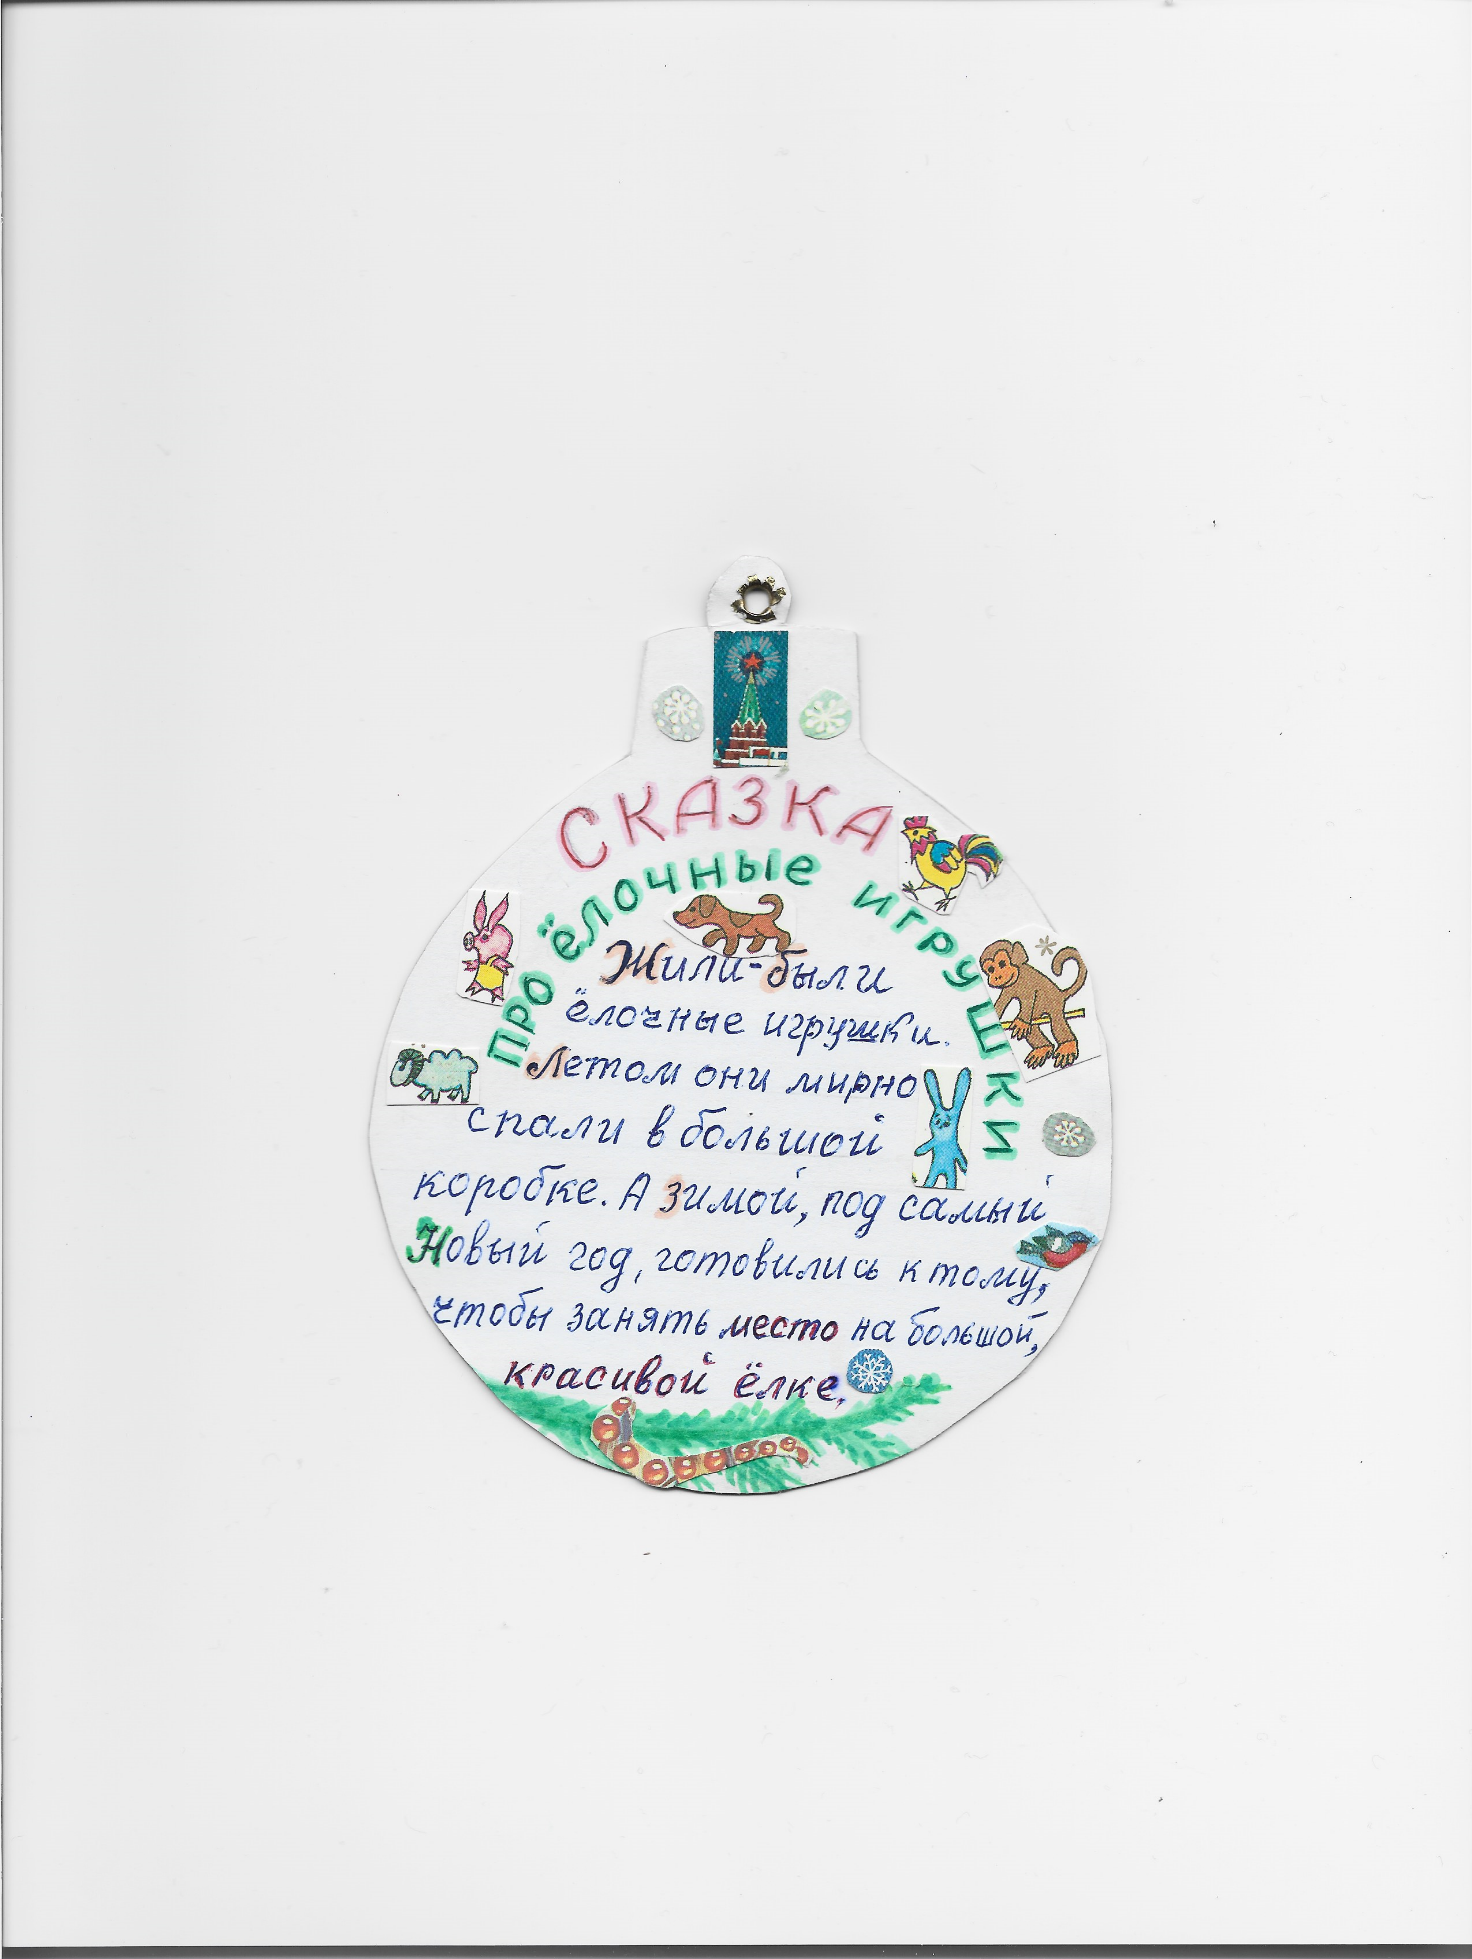 СКАЗКА
ПРО ёлочные игрушки
Жили-были
ёлочные игрушки.
Летом они мирно
спали в большой
коробке. А зимой, под самый
Новый год, готовились к тому,
чтобы занять место на большой,
красивой ёлке.